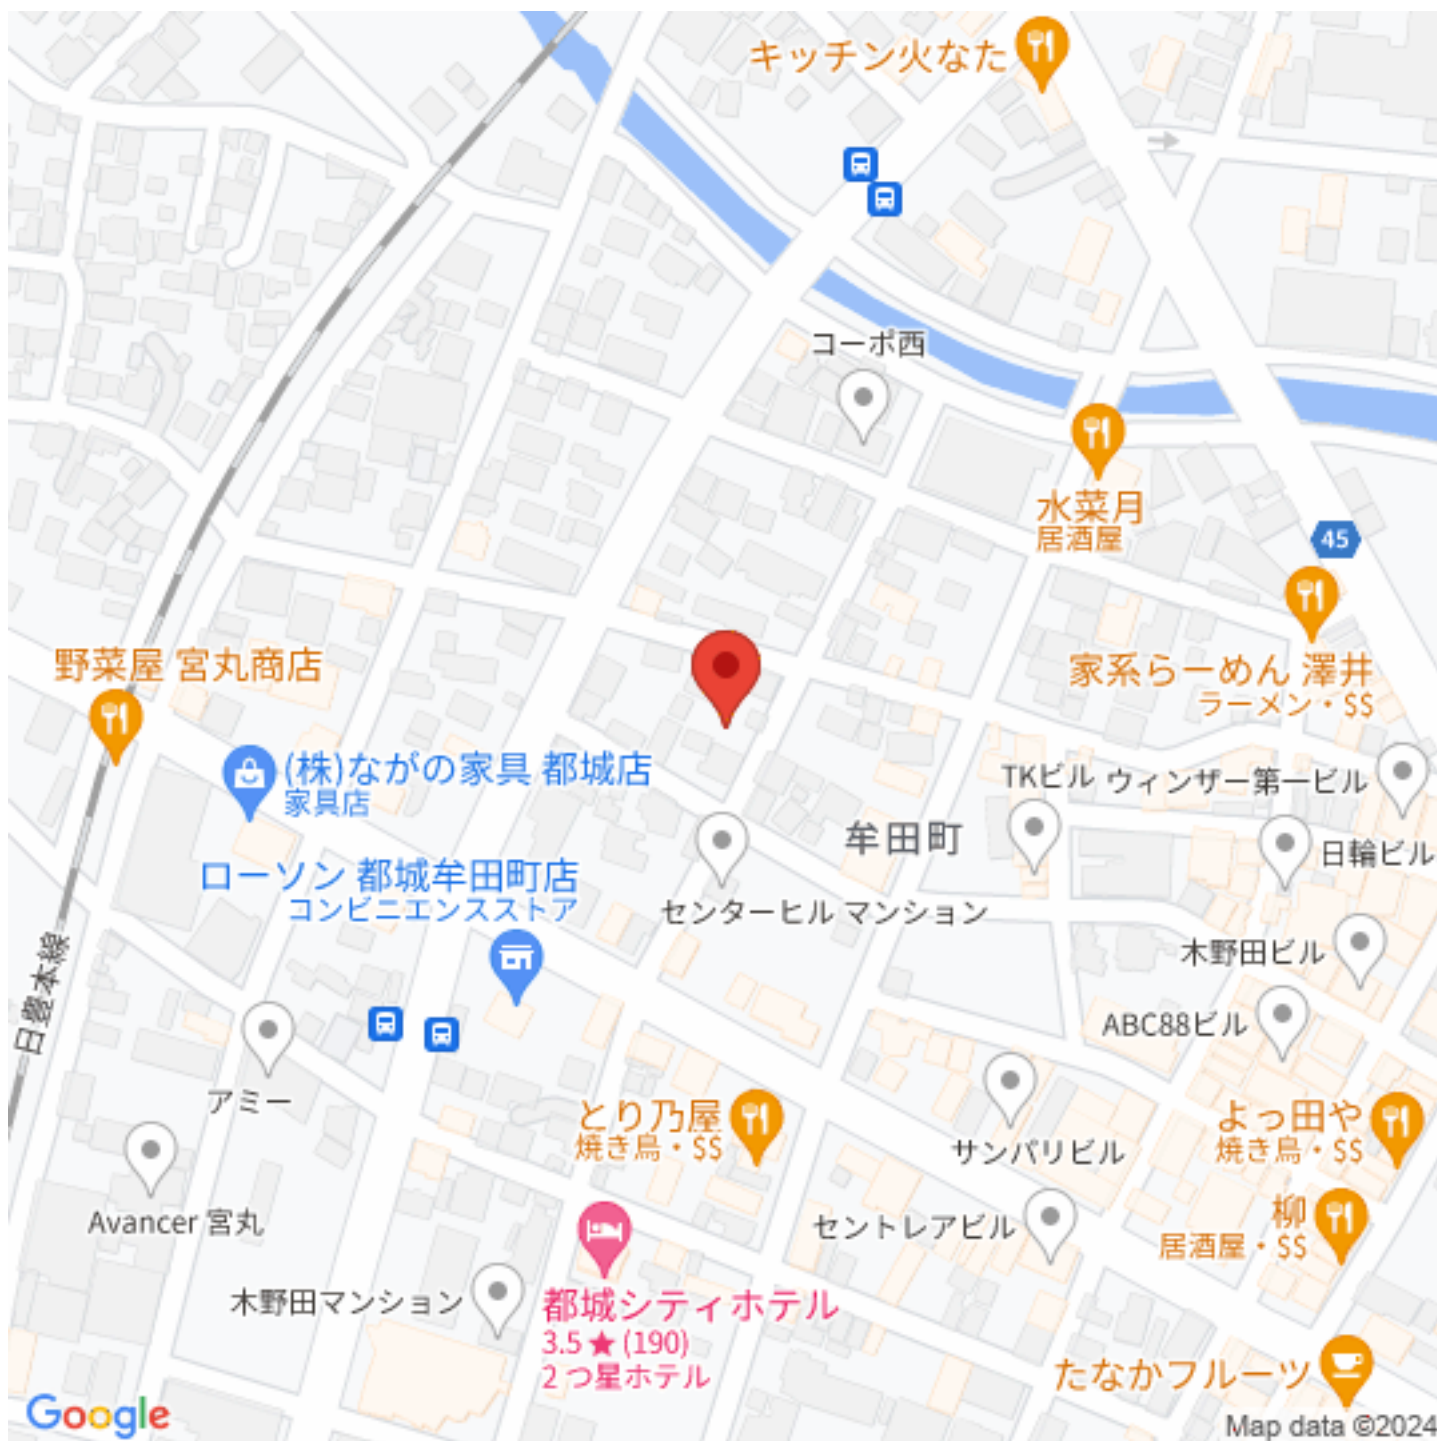 キッチン火なた
コーポ西
水菜月
居酒屋
45
野菜屋 宮丸商店
家系らーめん 澤井
ラーメン・$$
(株)ながの家具 都城店
家具店
TKビル
ウィンザー第一ビル
牟田町
日輪ビル
ローソン 都城牟田町店
コンビニエンスストア
センターヒル マンション
木野田ビル
日豊本線
ABC88ビル
アミー
とり乃屋
焼き鳥・$$
よっ田や
焼き鳥・$$
サンパリビル
Avancer 宮丸
セントレアビル
柳
居酒屋・$$
木野田マンション
都城シティホテル
3.5★(190)
2 つ星ホテル
たなかフルーツ
Google
Map data ©2024